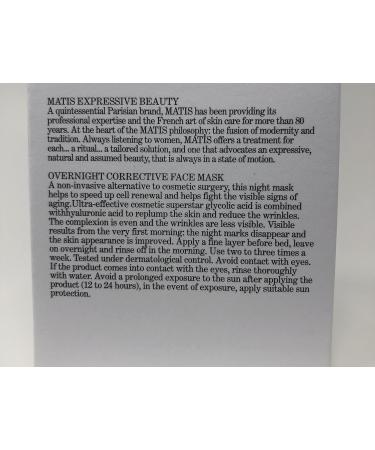 MATIS EXPRESSIVE BEAUTY
A quintessential Parisian brand, MATIS has been providing its
professional expertise and the French art of skin care for more than 80
years. At the heart of the MATIS philosophy: the fusion of modernity and
tradition. Always listening to women, MATIS offers a treatment for
each... a ritual... a tailored solution, and one that advocates an expressive,
natural and assumed beauty, that is always in a state of motion.
OVERNIGHT CORRECTIVE FACE MASK
A non-invasive alternative to cosmetic surgery, this night mask
helps to speed up cell renewal and helps fight the visible signs of
aging.Ultra-effective cosmetic superstar glycolic acid is combined
withhyaluronic acid to replump the skin and reduce the wrinkles.
The complexion is even and the wrinkles are less visible. Visible
results from the very first morning: the night marks disappear and
the skin appearance is improved. Apply a fine layer before bed, leave
on overnight and rinse off in the morning. Use two to three times a
week. Tested under dermatological control. Avoid contact with eyes.
If the product comes into contact with the eyes, rinse thoroughly
with water. Avoid a prolonged exposure to the sun after applying the
product (12 to 24 hours), in the event of exposure, apply suitable sun
protection.